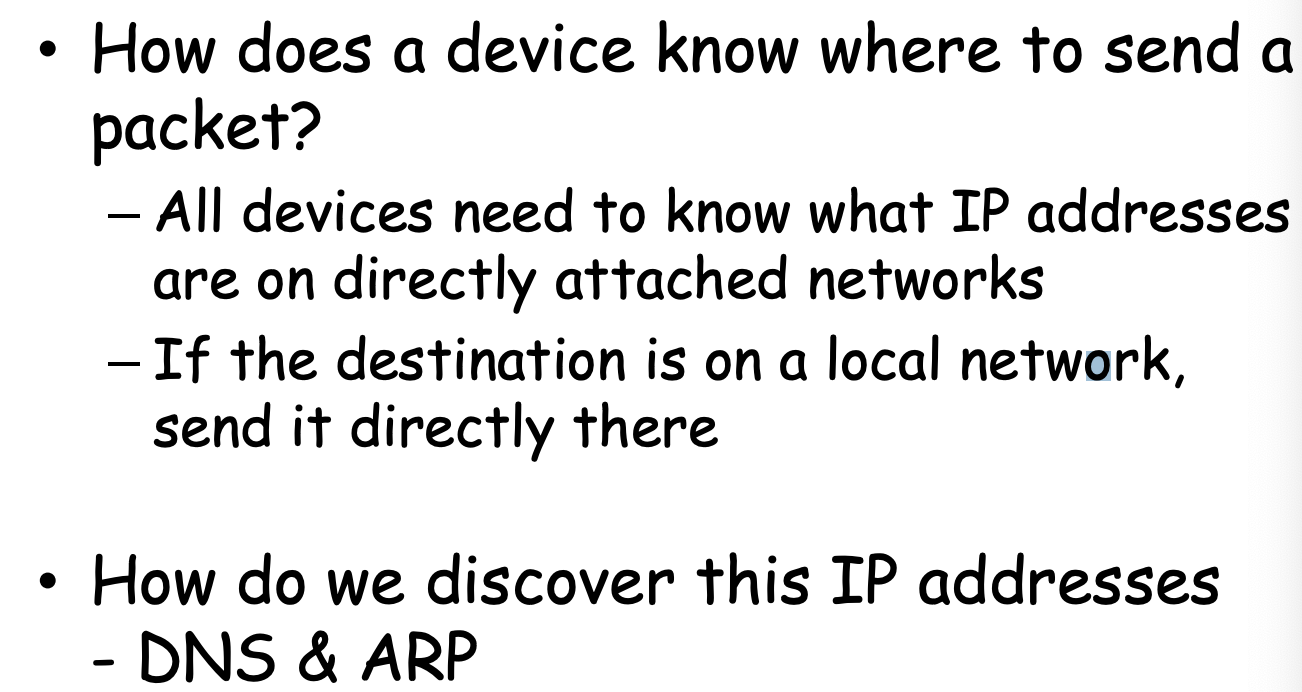 • How does a device know where to send a
packet?
– All devices need to know what IP addresses
are on directly attached networks
– If the destination is on a local network,
send it directly there
• How do we discover this IP addresses
- DNS & ARP